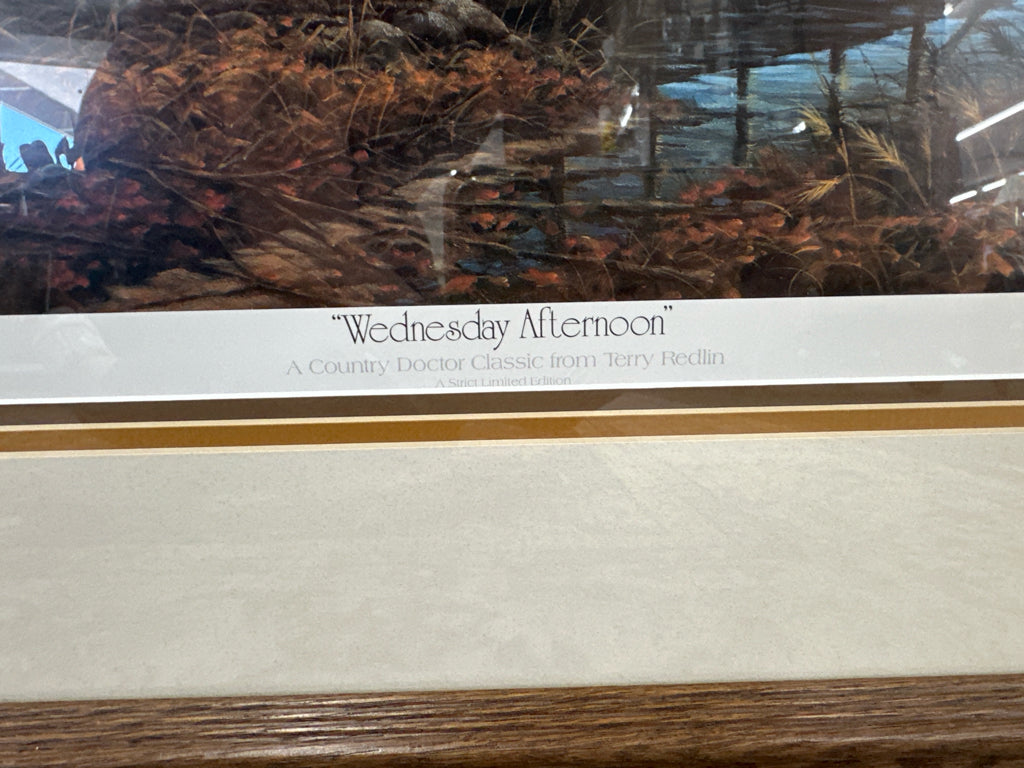 “Wednesday Afternoon”
A Country Doctor Classic from Terry Redlin
A Strict Limited Edition